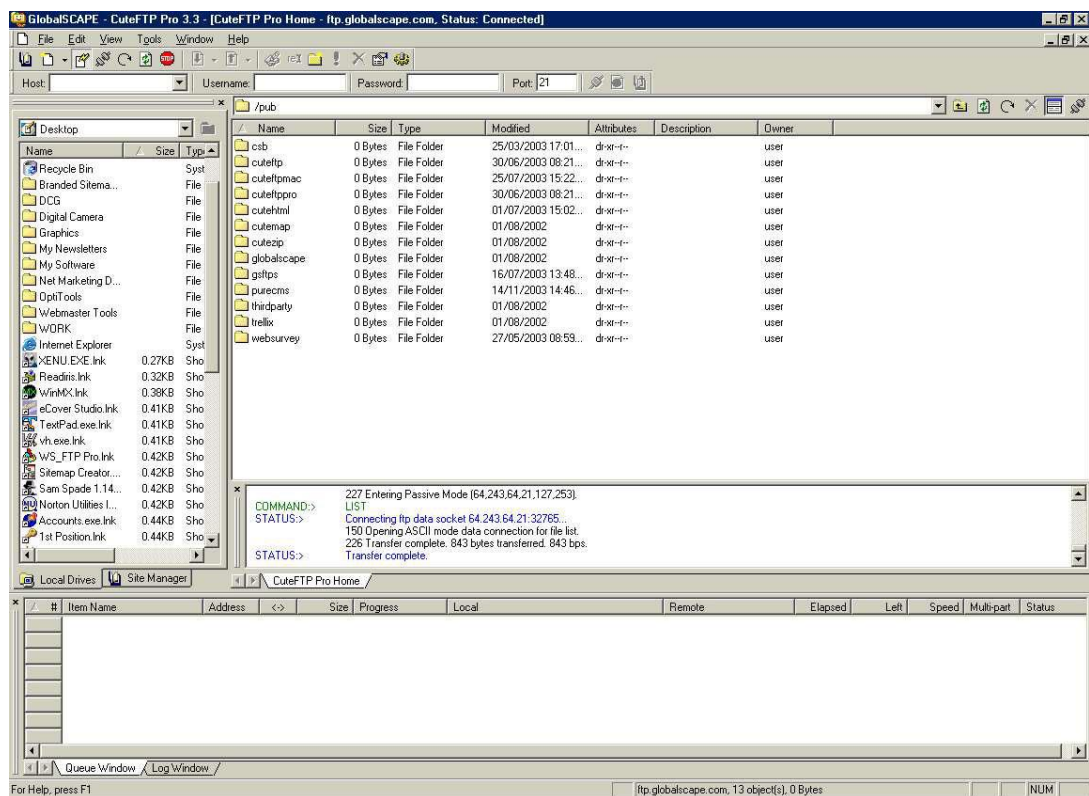 GlobalSCAPE - CuteFTP Pro 3.3 - [CuteFTP Pro Home - ftp.globalscape.com, Status: Connected]
File Edit View Tools Window Help
Host: Username: Password: Port: 21
/pub
Desktop
Name Size Type Modified Attributes Description Owner
csb 0 Bytes File Folder 25/03/2003 17:01... dr-xr--r-- user
cuteftp 0 Bytes File Folder 30/06/2003 08:21... dr-xr--r-- user
cuteftpmac 0 Bytes File Folder 25/07/2003 15:22... dr-xr--r-- user
cuteftppro 0 Bytes File Folder 30/06/2003 08:21... dr-xr--r-- user
cutehtml 0 Bytes File Folder 01/07/2003 15:02... dr-xr--r-- user
cutemap 0 Bytes File Folder 01/08/2002 dr-xr--r-- user
cutezip 0 Bytes File Folder 01/08/2002 dr-xr--r-- user
globalscape 0 Bytes File Folder 01/08/2002 dr-xr--r-- user
gsftps 0 Bytes File Folder 16/07/2003 13:48... dr-xr--r-- user
purecms 0 Bytes File Folder 14/11/2003 14:46... dr-xr--r-- user
thirdparty 0 Bytes File Folder 01/08/2002 dr-xr--r-- user
trellix 0 Bytes File Folder 01/08/2002 dr-xr--r-- user
websurvey 0 Bytes File Folder 27/05/2003 08:59... dr-xr--r-- user
Name Size Typ
Recycle Bin Syst
Branded Sitema... File
DCG File
Digital Camera File
Graphics File
My Newsletters File
My Software File
Net Marketing D... File
OptiTools File
Webmaster Tools File
WORK File
Internet Explorer Syst
XENU.EXE.lnk 0.27KB Sho
Readiris.lnk 0.32KB Sho
WinMX.lnk 0.38KB Sho
eCover Studio.lnk 0.41KB Sho
TextPad.exe.lnk 0.41KB Sho
vh.exe.lnk 0.41KB Sho
WS_FTP Pro.lnk 0.42KB Sho
Sitemap Creator.... 0.42KB Sho
Sam Spade 1.14... 0.42KB Sho
Norton Utilities I... 0.42KB Sho
Accounts.exe.lnk 0.44KB Sho
1st Position.lnk 0.44KB Sho
227 Entering Passive Mode (64,243,64,21,127,253).
COMMAND:> LIST
STATUS:> Connecting ftp data socket 64.243.64.21:32765...
150 Opening ASCII mode data connection for file list.
226 Transfer complete. 843 bytes transferred. 843 bps.
STATUS:> Transfer complete.
Local Drives Site Manager
CuteFTP Pro Home
# Item Name Address <-> Size Progress Local Remote Elapsed Left Speed Multi-part Status
Queue Window Log Window
For Help, press F1 ftp.globalscape.com, 13 object(s), 0 Bytes NUM